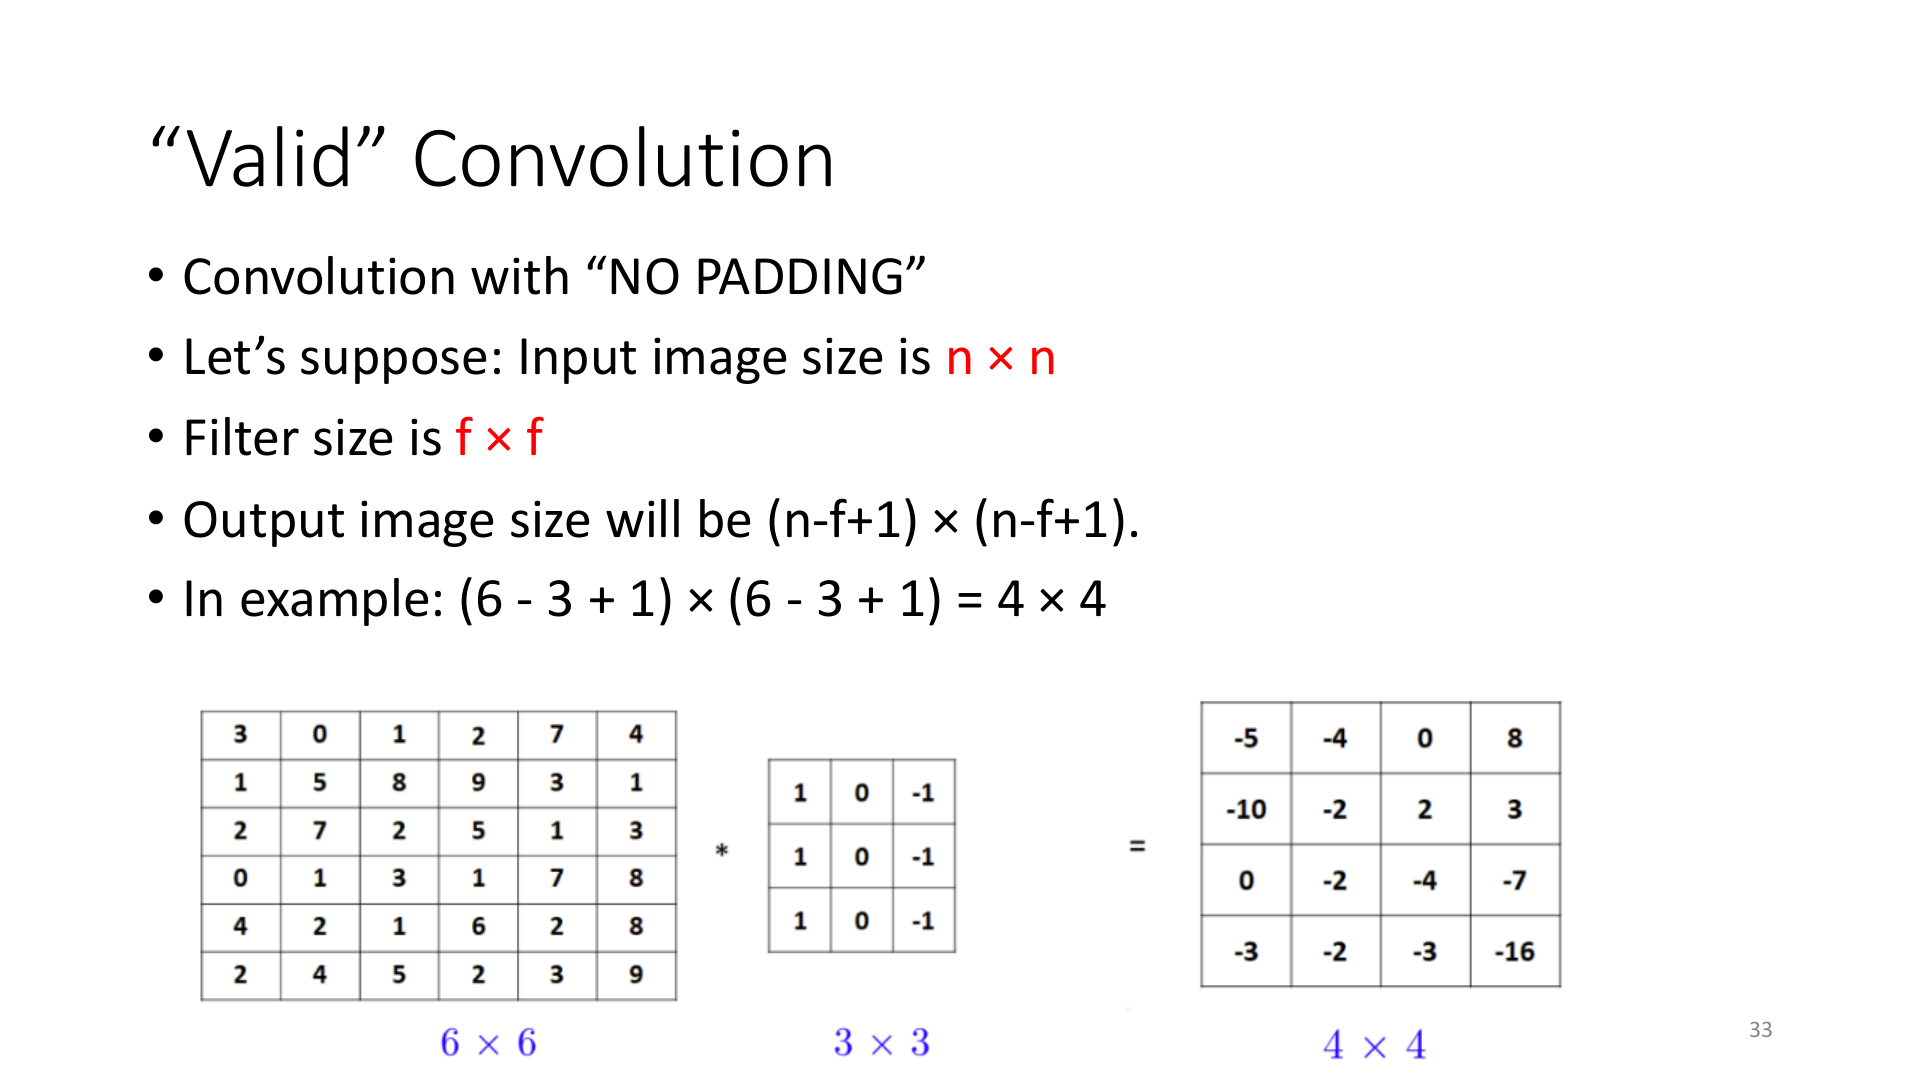 “Valid” Convolution
• Convolution with “NO PADDING”
• Let’s suppose: Input image size is n × n
• Filter size is f × f
• Output image size will be (n-f+1) × (n-f+1).
• In example: (6 - 3 + 1) × (6 - 3 + 1) = 4 × 4
3 0 1 2 7 4
1 5 8 9 3 1
2 7 2 5 1 3
0 1 3 1 7 8
4 2 1 6 2 8
2 4 5 2 3 9
6 × 6
*
1 0 -1
1 0 -1
1 0 -1
3 × 3
=
-5 -4 0 8
-10 -2 2 3
0 -2 -4 -7
-3 -2 -3 -16
4 × 4
33